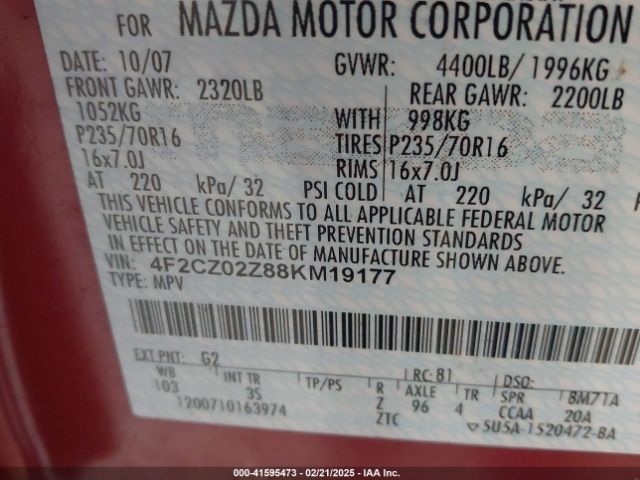 FOR MAZDA MOTOR CORPORATION
DATE: 10/07 GVWR: 4400LB/ 1996KG
FRONT GAWR: 2320LB REAR GAWR: 2200LB
1052KG WITH 998KG
P235/70R16 TIRES P235/70R16
16x7.0J RIMS 16x7.0J
AT 220 kPa/ 32 PSI COLD AT 220 kPa/ 32
THIS VEHICLE CONFORMS TO ALL APPLICABLE FEDERAL MOTOR
VEHICLE SAFETY AND THEFT PREVENTION STANDARDS
IN EFFECT ON THE DATE OF MANUFACTURE SHOWN ABOVE.
VIN: 4F2CZ02Z88KM19177
TYPE: MPV
EXT PNT: G2 RC: 81 DSO:
WB INT TR TP/PS R AXLE TR SPR 8M7TA
103 3S Z 96 4 CCAA 20A
1200710163974 ZTC 5U5A-1520472-BA
000-41595473 - 02/21/2025 - IAA Inc.